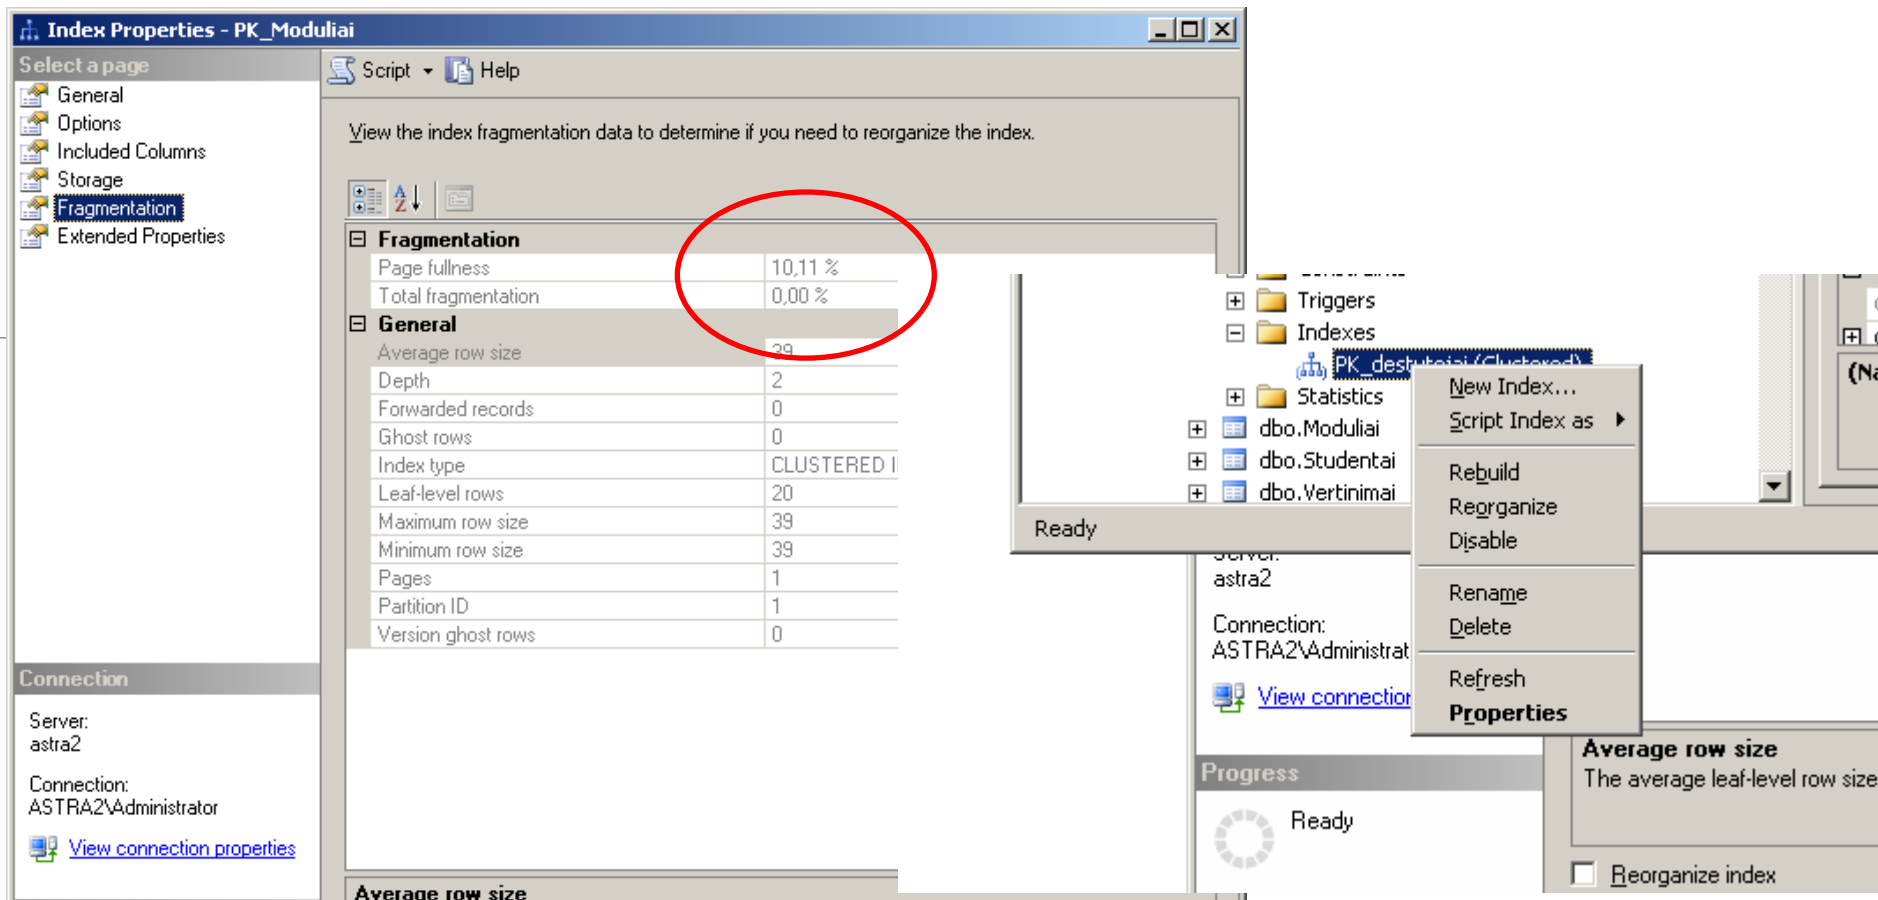 Index Properties - PK_Moduliai
Select a page
General
Options
Included Columns
Storage
Fragmentation
Extended Properties
Script
Help
View the index fragmentation data to determine if you need to reorganize the index.
Fragmentation
Page fullness 10,11 %
Total fragmentation 0,00 %
General
Average row size 39
Depth 2
Forwarded records 0
Ghost rows 0
Index type CLUSTERED I
Leaf-level rows 20
Maximum row size 39
Minimum row size 39
Pages 1
Partition ID 1
Version ghost rows 0
Average row size
Connection
Server:
astra2
Connection:
ASTRA2\Administrator
View connection properties
Triggers
Indexes
PK_destytojai (Clustered)
Statistics
dbo.Moduliai
dbo.Studentai
dbo.Vertinimai
Ready
New Index...
Script Index as
Rebuild
Reorganize
Disable
Rename
Delete
Refresh
Properties
(Na
Server:
astra2
Connection:
ASTRA2\Administrat
View connection
Progress
Ready
Average row size
The average leaf-level row size
Reorganize index